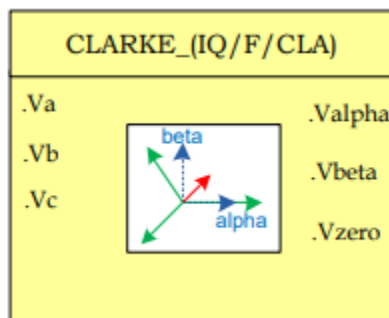 CLARKE_(IQ/F/CLA)
.Va
.Vb
.Vc
beta
alpha
.Valpha
.Vbeta
.Vzero